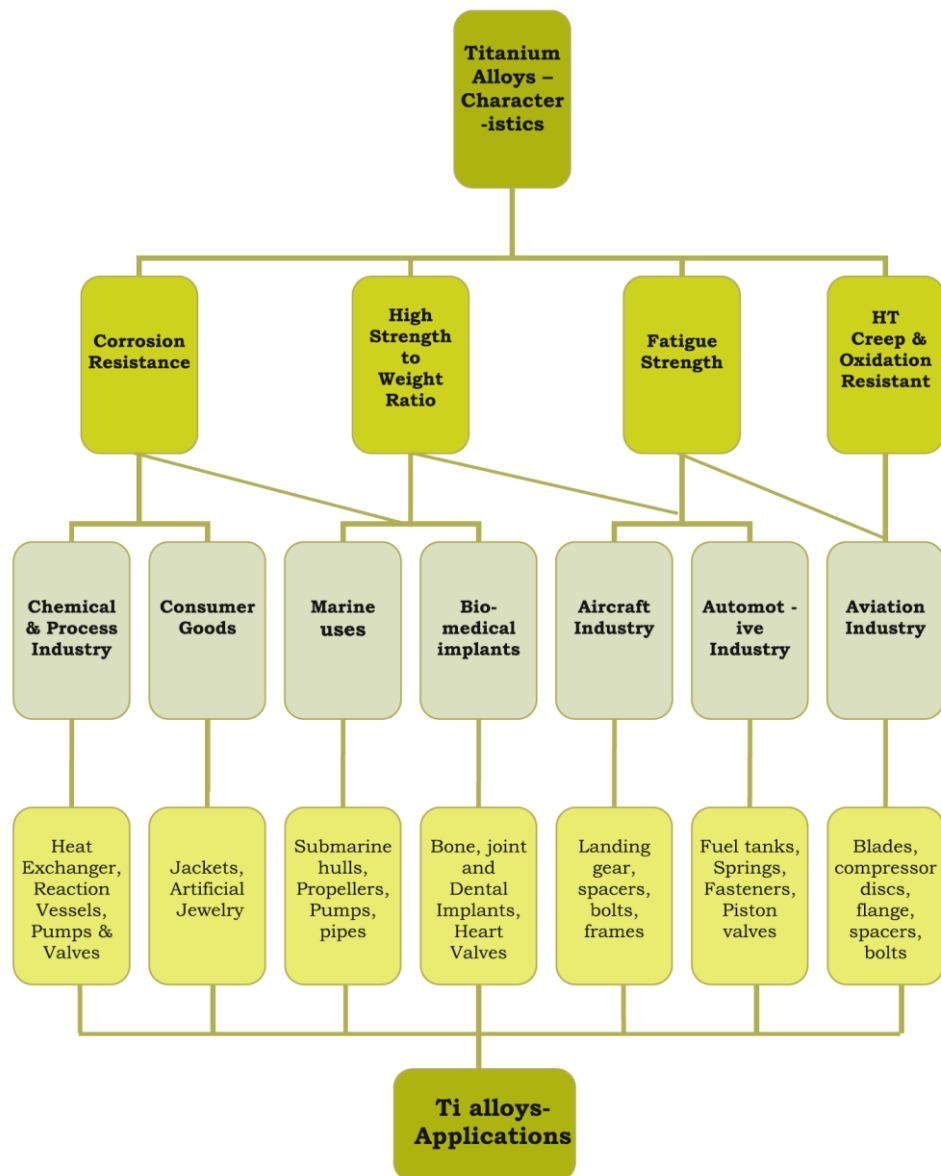 Titanium
Alloys –
Character
-istics
Corrosion
Resistance
High
Strength
to
Weight
Ratio
Fatigue
Strength
HT
Creep &
Oxidation
Resistant
Chemical
& Process
Industry
Consumer
Goods
Marine
uses
Bio-
medical
implants
Aircraft
Industry
Automot -
ive
Industry
Aviation
Industry
Heat
Exchanger,
Reaction
Vessels,
Pumps &
Valves
Jackets,
Artificial
Jewelry
Submarine
hulls,
Propellers,
Pumps,
pipes
Bone, joint
and
Dental
Implants,
Heart
Valves
Landing
gear,
spacers,
bolts,
frames
Fuel tanks,
Springs,
Fasteners,
Piston
valves
Blades,
compressor
discs,
flange,
spacers,
bolts
Ti alloys-
Applications